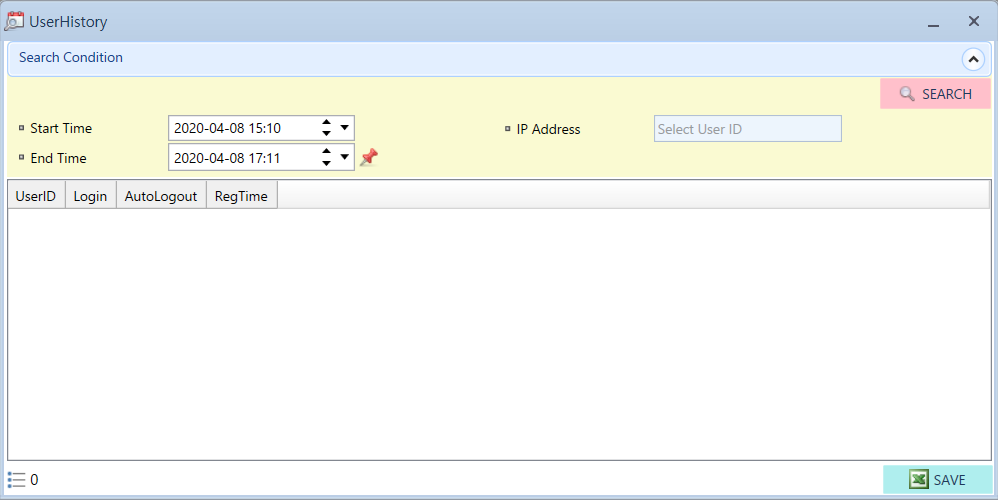 UserHistory
Search Condition
SEARCH
Start Time 2020-04-08 15:10 IP Address Select User ID
End Time 2020-04-08 17:11
UserID Login AutoLogout RegTime
0 SAVE